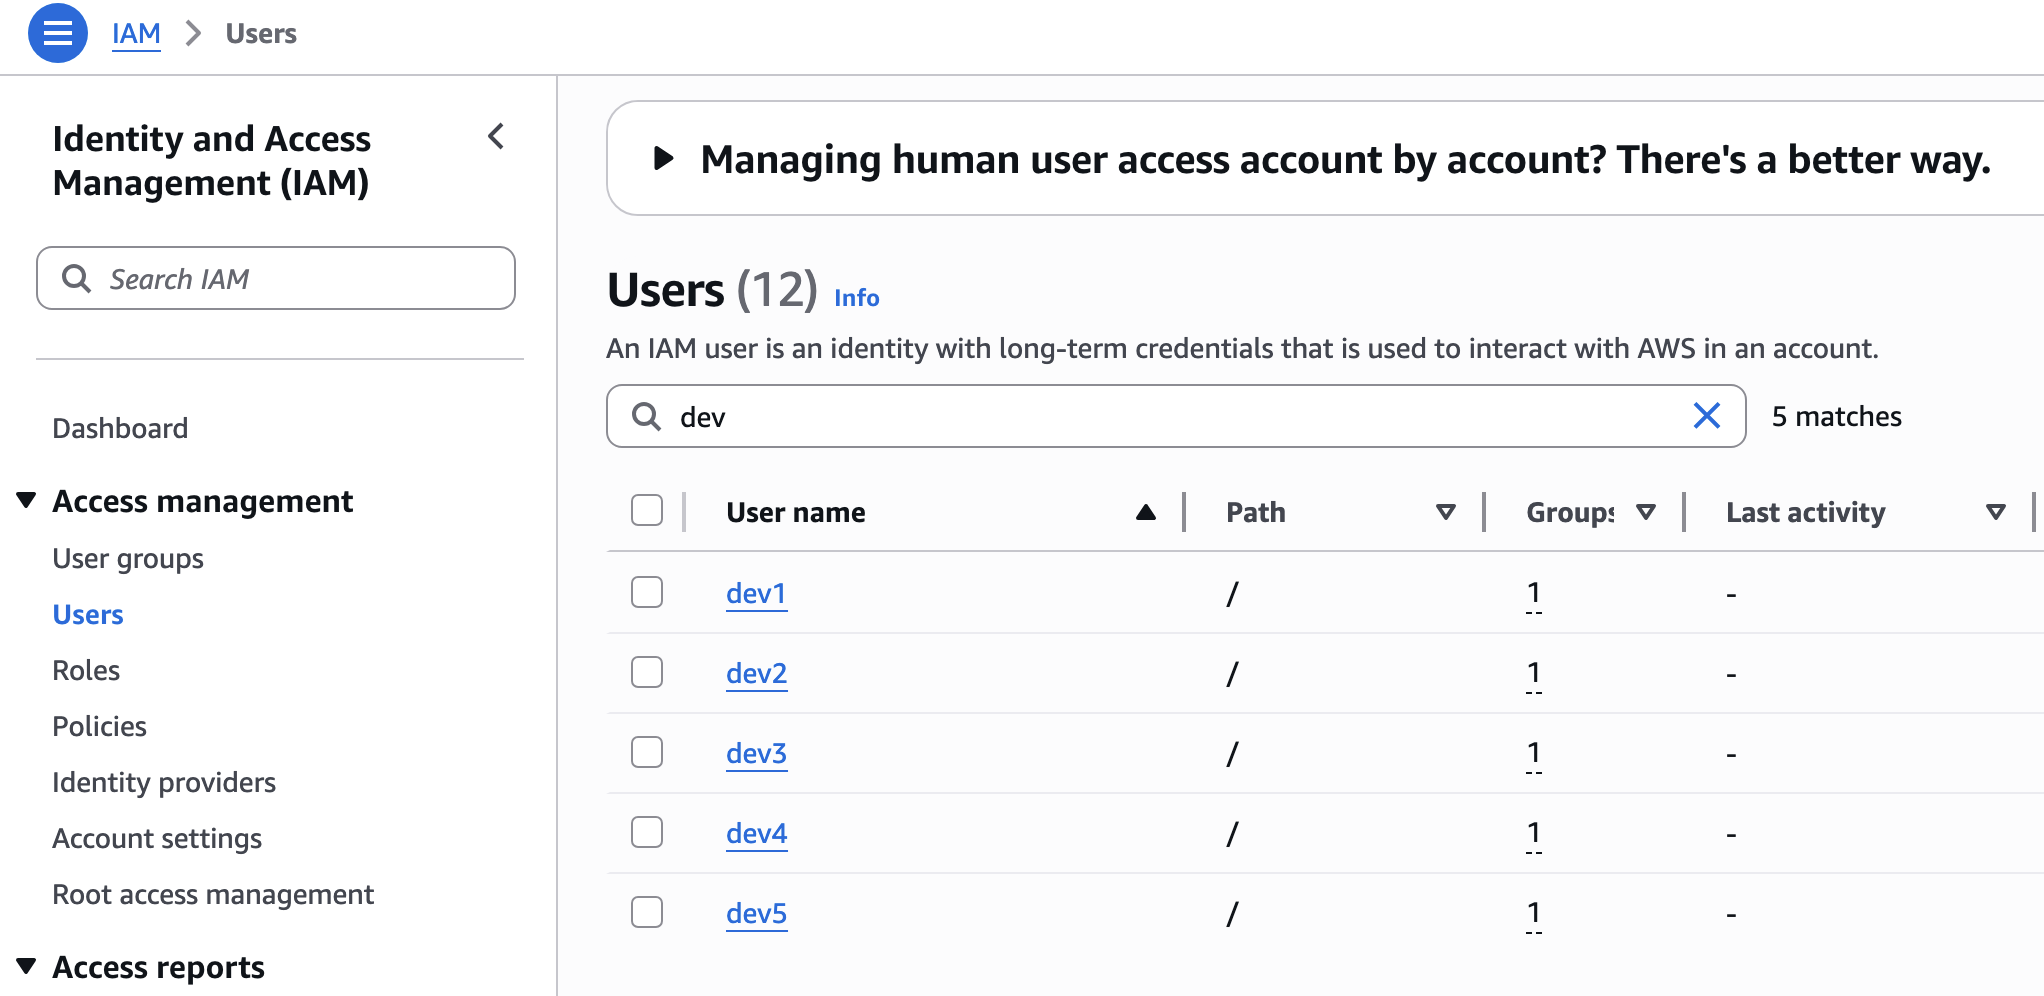 IAM > Users
Identity and Access
Management (IAM)
Search IAM
Dashboard
Access management
User groups
Users
Roles
Policies
Identity providers
Account settings
Root access management
Access reports
Managing human user access account by account? There's a better way.
Users (12) Info
An IAM user is an identity with long-term credentials that is used to interact with AWS in an account.
dev 5 matches
User name Path Groups Last activity
dev1 / 1 -
dev2 / 1 -
dev3 / 1 -
dev4 / 1 -
dev5 / 1 -